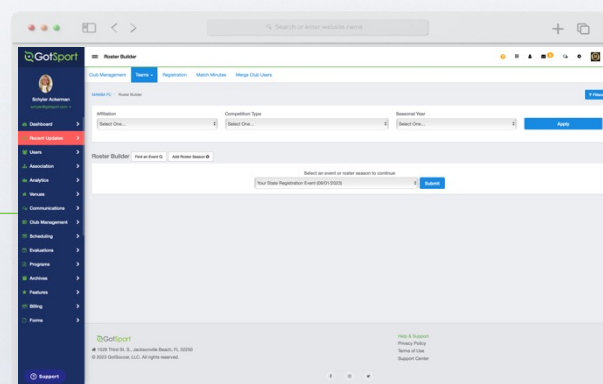 Search or enter website name
GotSport
Roster Builder
Club Management Teams Registration Match Minutes Merge Club Users
Schyler Ackerman
Roster Builder
Affiliation Competition Type Seasonal Year
Select One... Select One... Select One... Apply
Dashboard
Recent Updates
Users
Association
Analytics
Venues
Communications
Club Management
Scheduling
Evaluations
Programs
Archives
Features
Billing
Forms
Support
Roster Builder Find an Event Add Roster Season
Select an event or roster season to continue
Your State Registration Event (08/01/2023) Submit
GotSport
1529 Third St. S., Jacksonville Beach, FL 32250
© 2023 GotSoccer, LLC. All rights reserved.
Help & Support
Privacy Policy
Terms of Use
Support Center